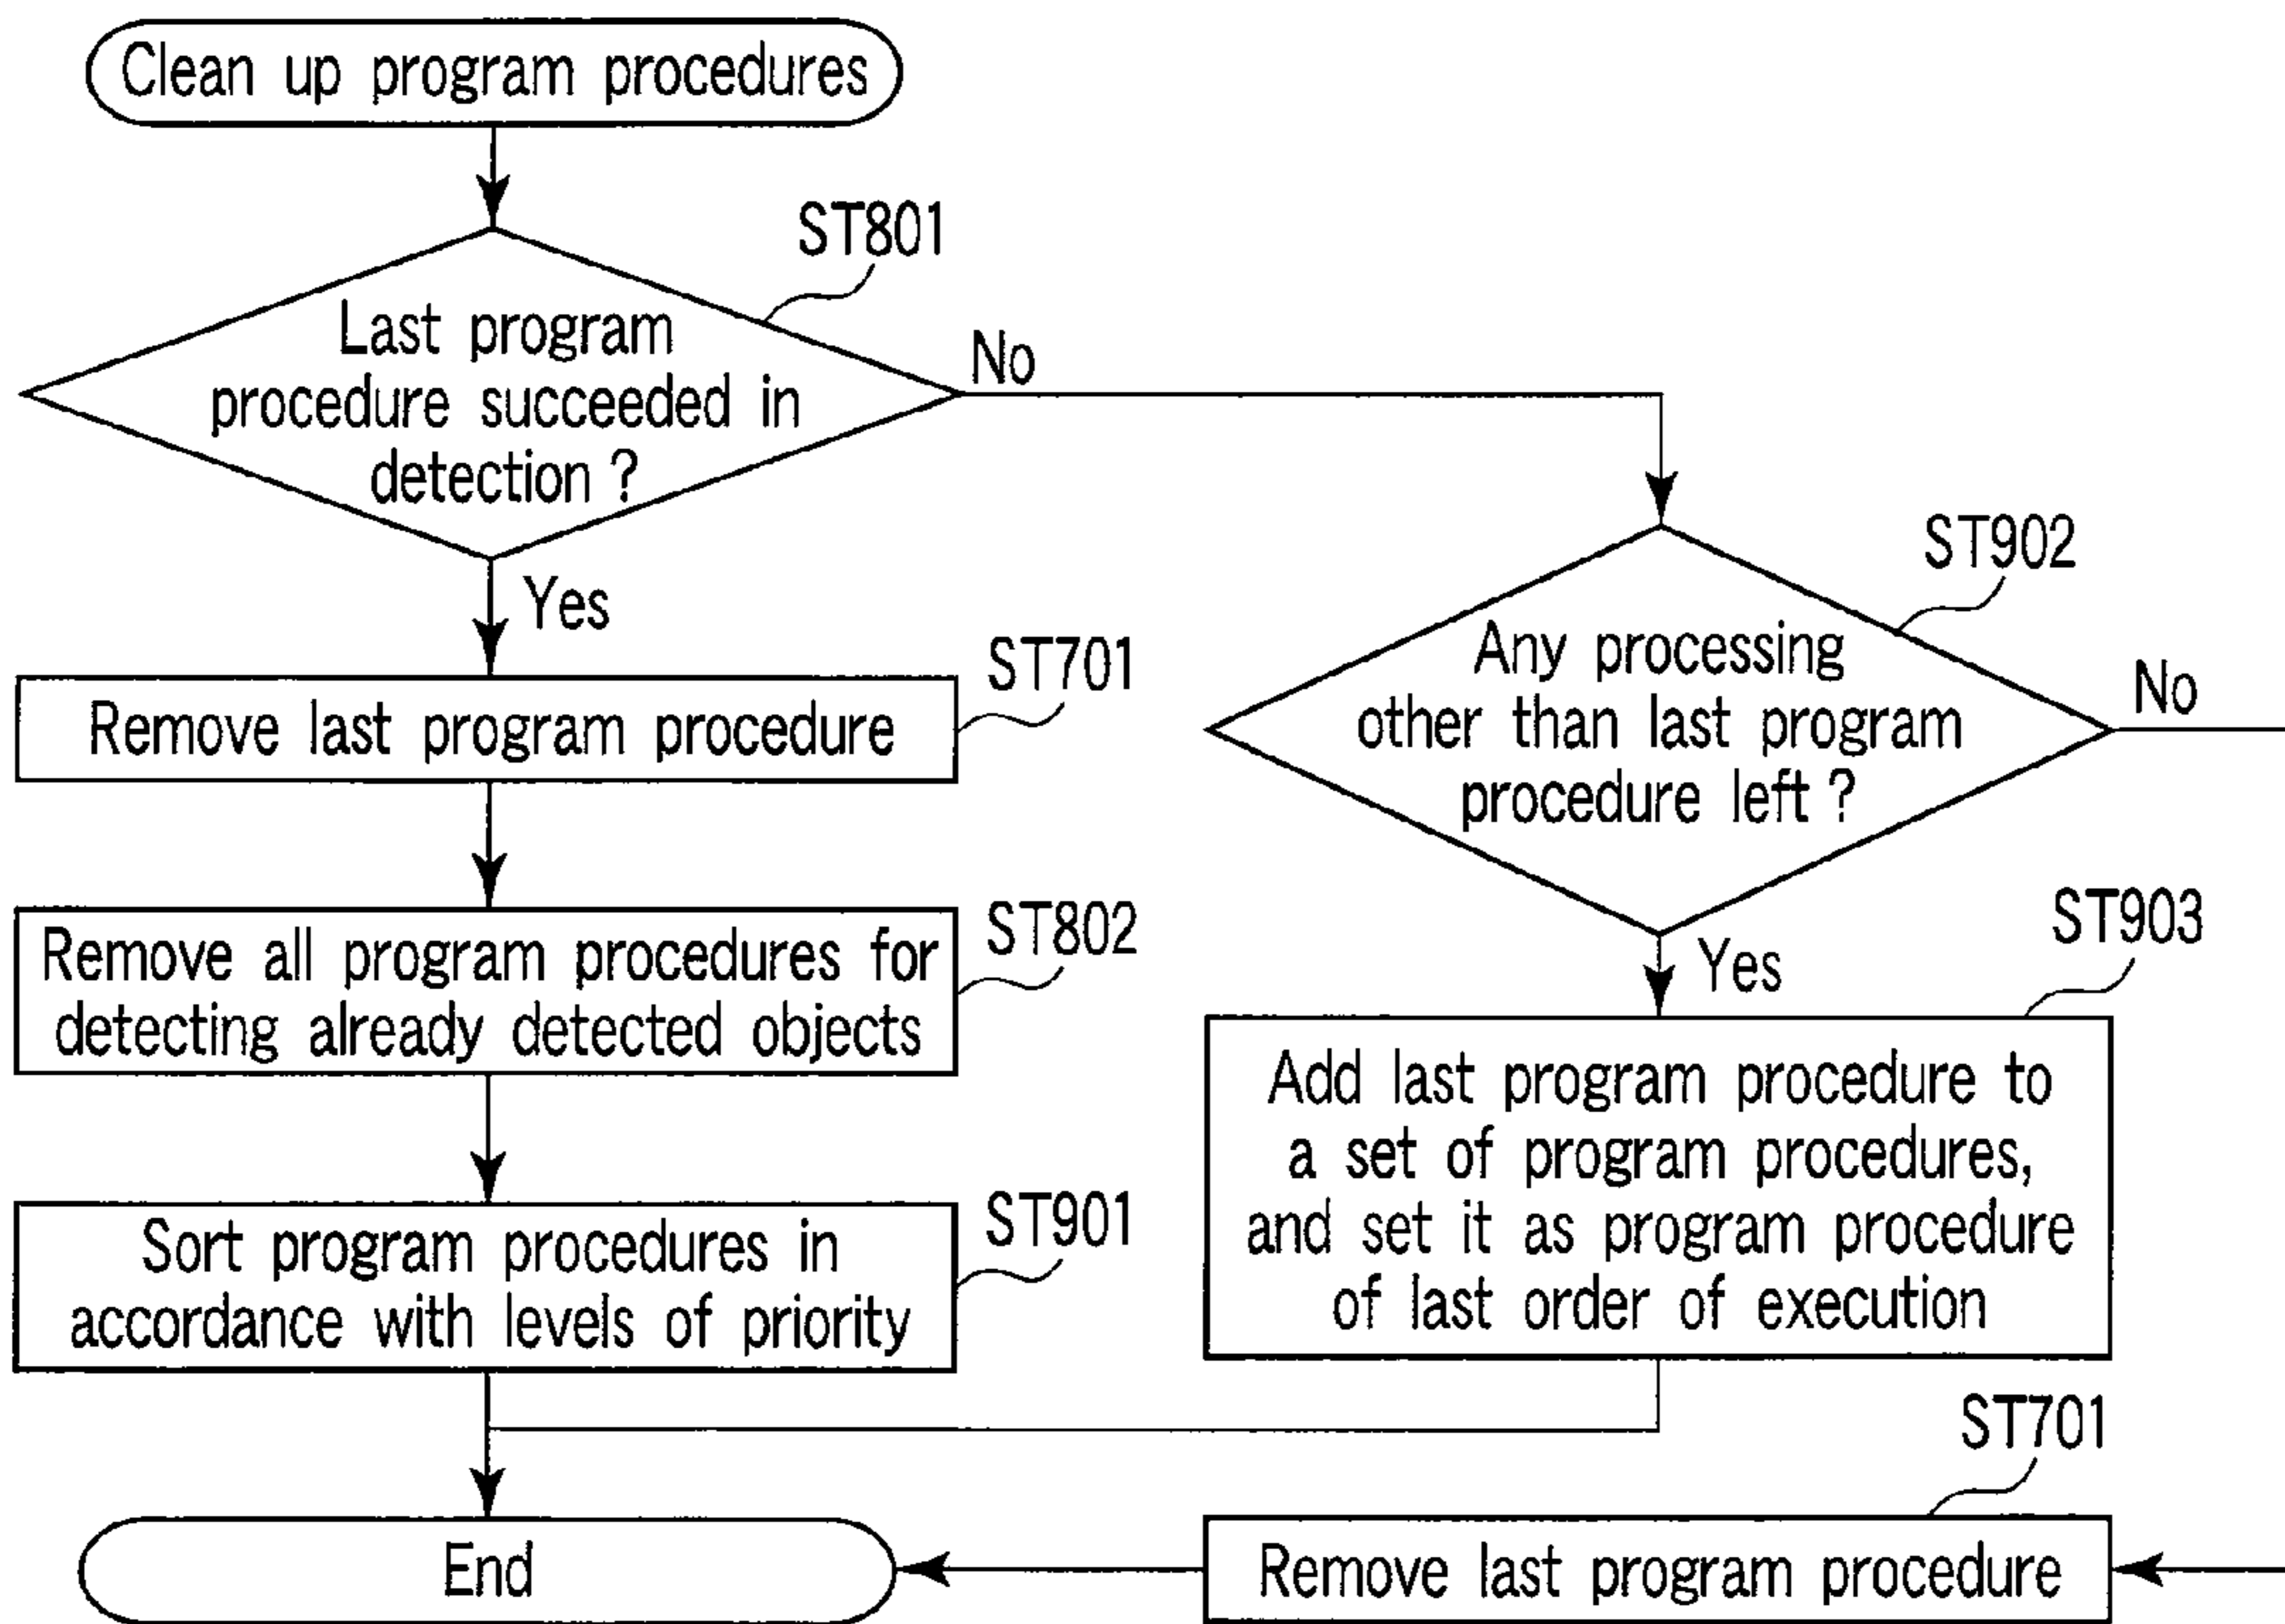 Clean up program procedures
ST801
Last program
procedure succeeded in
detection ?
No
Yes
ST701
Remove last program procedure
ST802
Remove all program procedures for
detecting already detected objects
ST901
Sort program procedures in
accordance with levels of priority
End
ST902
Any processing
other than last program
procedure left ?
No
Yes
ST903
Add last program procedure to
a set of program procedures,
and set it as program procedure
of last order of execution
ST701
Remove last program procedure